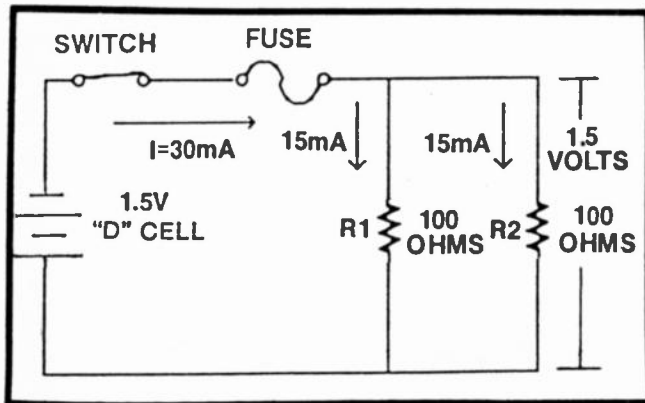 SWITCH
FUSE
I=30mA
15mA
15mA
1.5
VOLTS
1.5V
"D" CELL
R1
100
OHMS
R2
100
OHMS